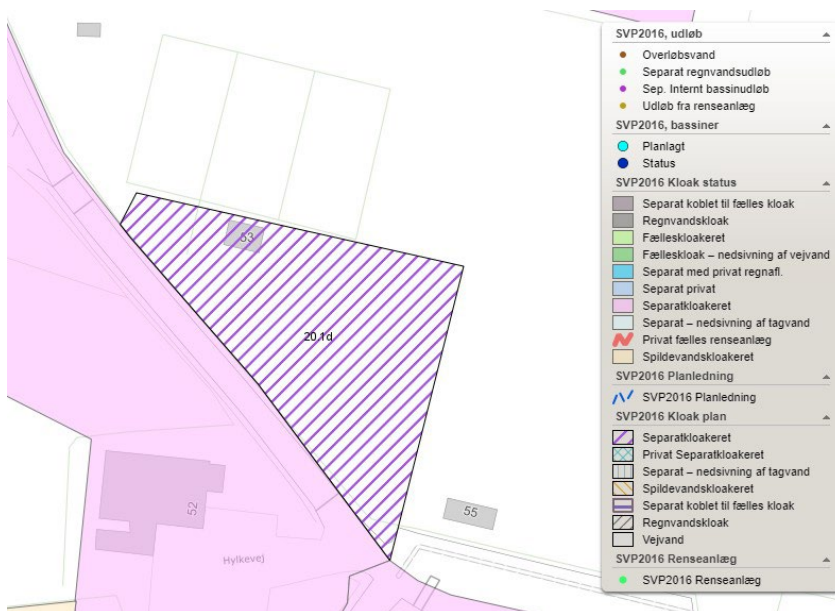 53
20.1d
52
Hylkevej
55
SVP2016, udløb
Overløbsvand
Separat regnvandsudløb
Sep. Internt bassinudløb
Udløb fra renseanlæg
SVP2016, bassiner
Planlagt
Status
SVP2016 Kloak status
Separat koblet til fælles kloak
Regnvandskloak
Fælleskloakeret
Fælleskloak – nedsivning af vejvand
Separat med privat regnafl.
Separat privat
Separatkloakeret
Separat – nedsivning af tagvand
Privat fælles renseanlæg
Spildevandskloakeret
SVP2016 Planledning
SVP2016 Planledning
SVP2016 Kloak plan
Separatkloakeret
Privat Separatkloakeret
Separat – nedsivning af tagvand
Spildevandskloakeret
Separat koblet til fælles kloak
Regnvandskloak
Vejvand
SVP2016 Renseanlæg
SVP2016 Renseanlæg